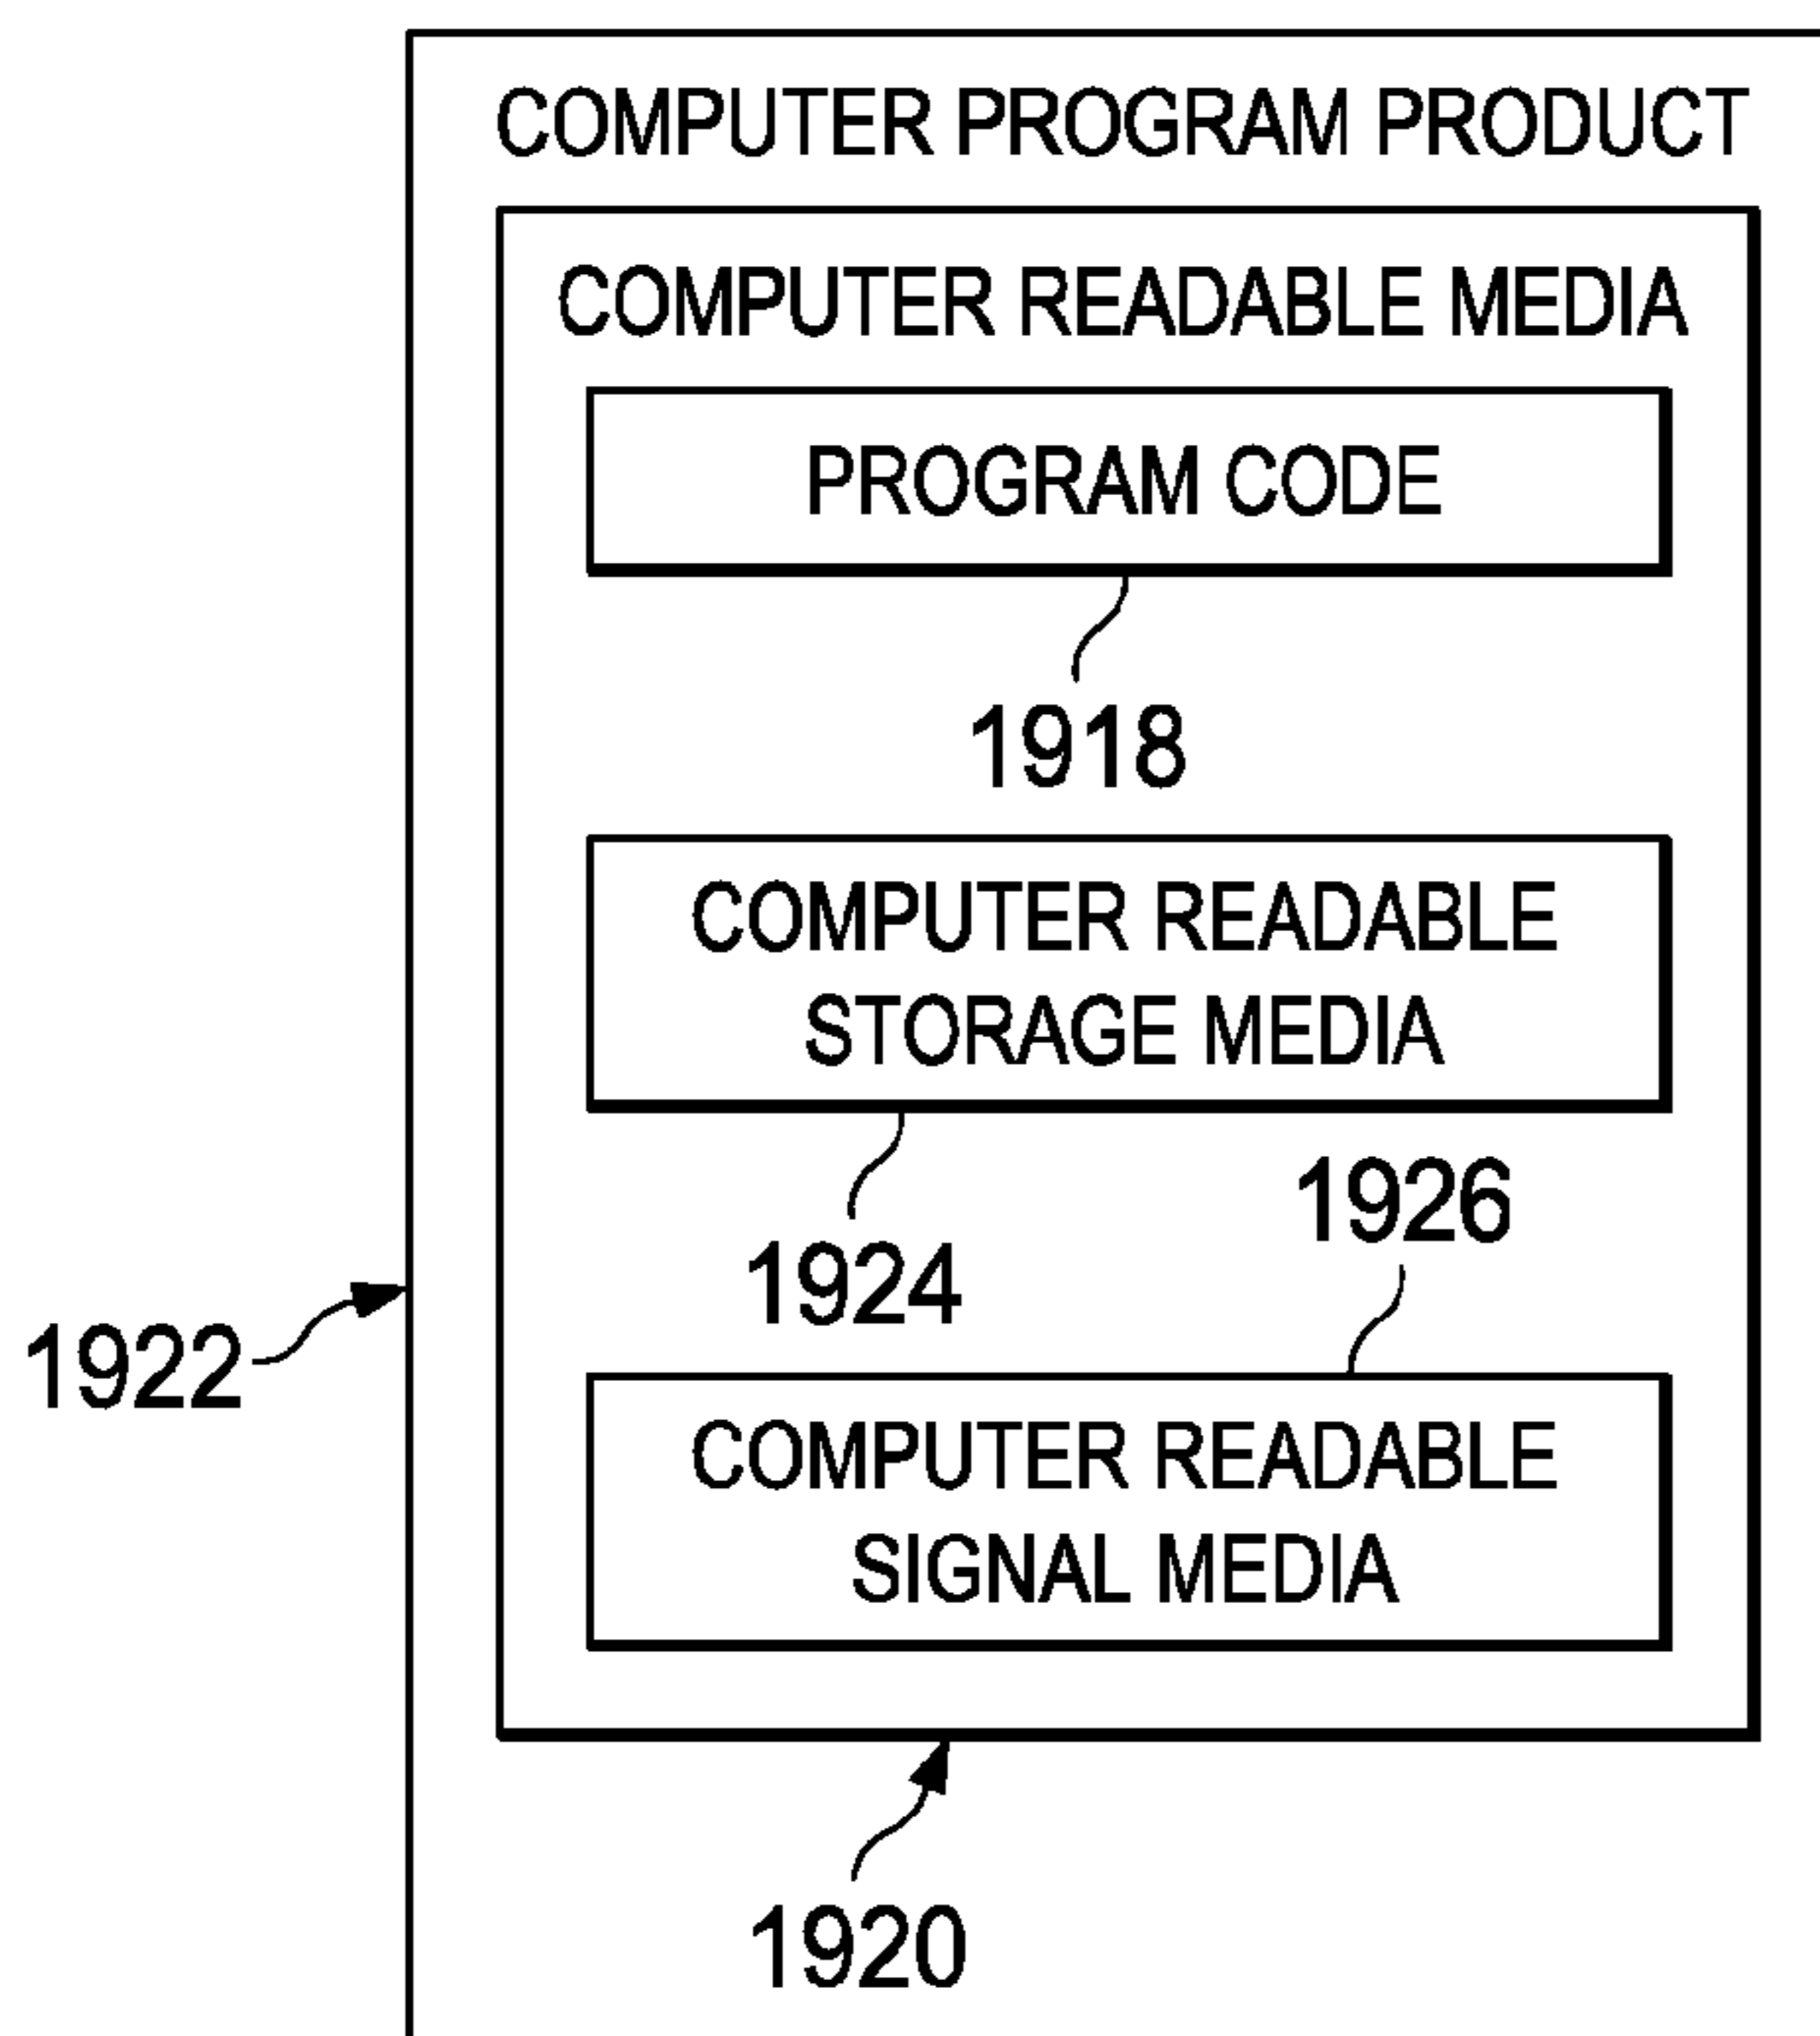 COMPUTER PROGRAM PRODUCT
COMPUTER READABLE MEDIA
PROGRAM CODE
1918
COMPUTER READABLE
STORAGE MEDIA
1924
1926
1922
COMPUTER READABLE
SIGNAL MEDIA
1920